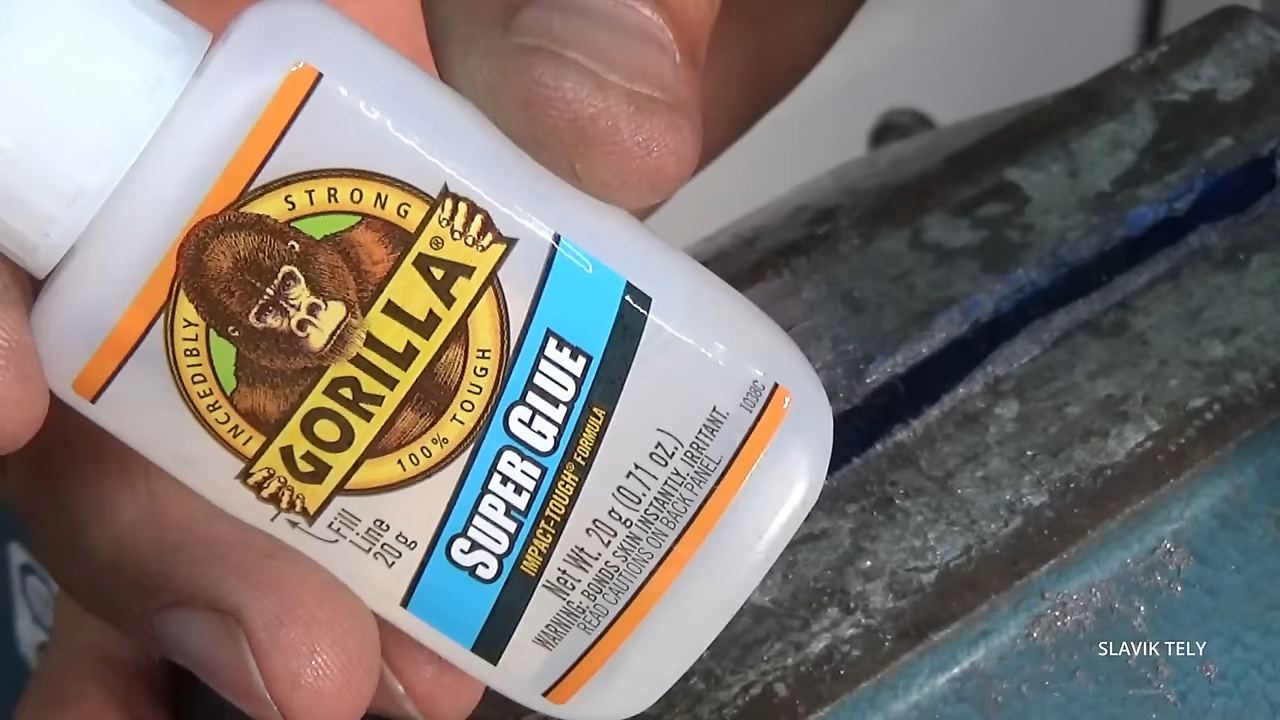 STRONG
INCREDIBLY
GORILLA®
100% TOUGH
Fill
Line
20 g
SUPER GLUE
IMPACT-TOUGH® FORMULA
Net Wt. 20 g (0.71 oz.)
WARNING: BONDS SKIN INSTANTLY. IRRITANT.
READ CAUTIONS ON BACK PANEL.
1038C
SLAVIK TELY